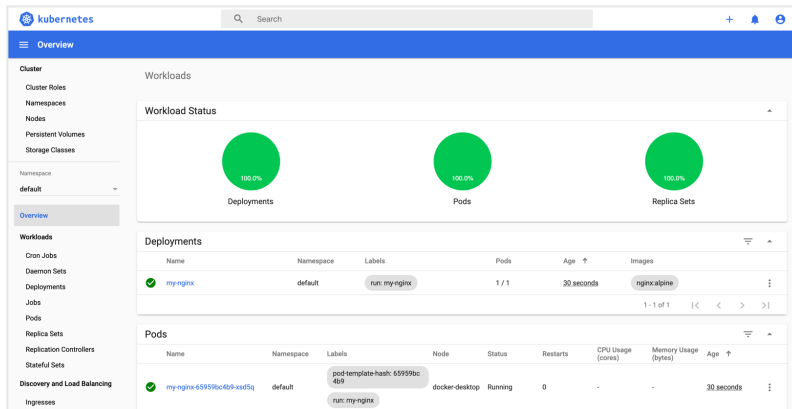 kubernetes
Search
Overview
Cluster
Cluster Roles
Namespaces
Nodes
Persistent Volumes
Storage Classes
Namespace
default
Overview
Workloads
Cron Jobs
Daemon Sets
Deployments
Jobs
Pods
Replica Sets
Replication Controllers
Stateful Sets
Discovery and Load Balancing
Ingresses
Workloads
Workload Status
100.0% 100.0% 100.0%
Deployments Pods Replica Sets
Deployments
Name Namespace Labels Pods Age Images
my-nginx default run: my-nginx 1 / 1 30 seconds nginx:alpine
1 - 1 of 1
Pods
Name Namespace Labels Node Status Restarts CPU Usage (cores) Memory Usage (bytes) Age
my-nginx-65959bc4b9-xsd5q default pod-template-hash: 65959bc4b9 docker-desktop Running 0 - - 30 seconds
run: my-nginx